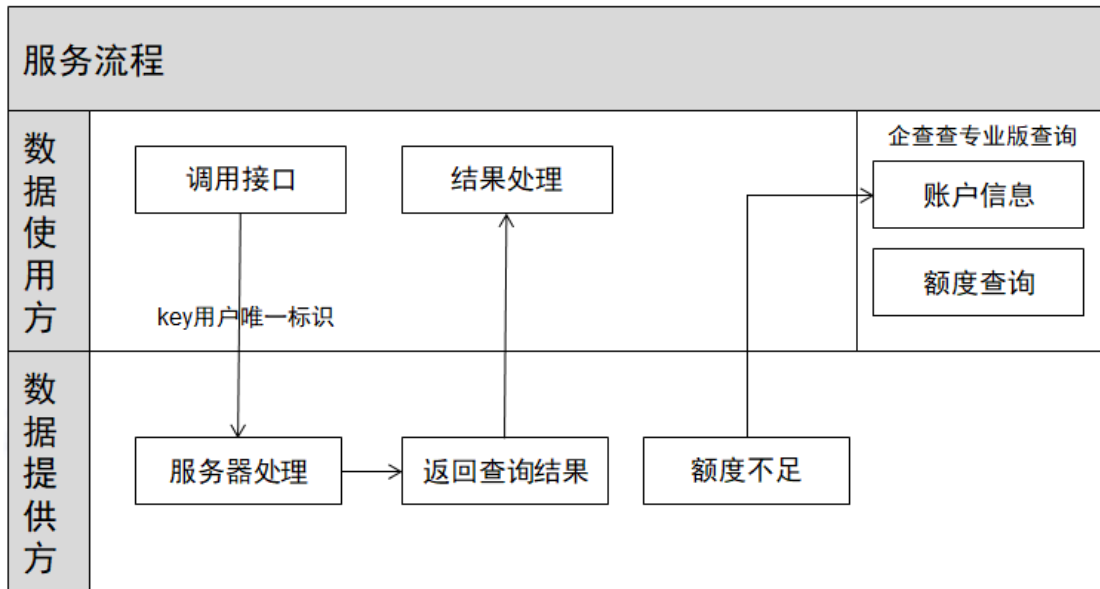 服务流程
数据使用方
调用接口
结果处理
企查查专业版查询
账户信息
额度查询
key用户唯一标识
数据提供方
服务器处理
返回查询结果
额度不足